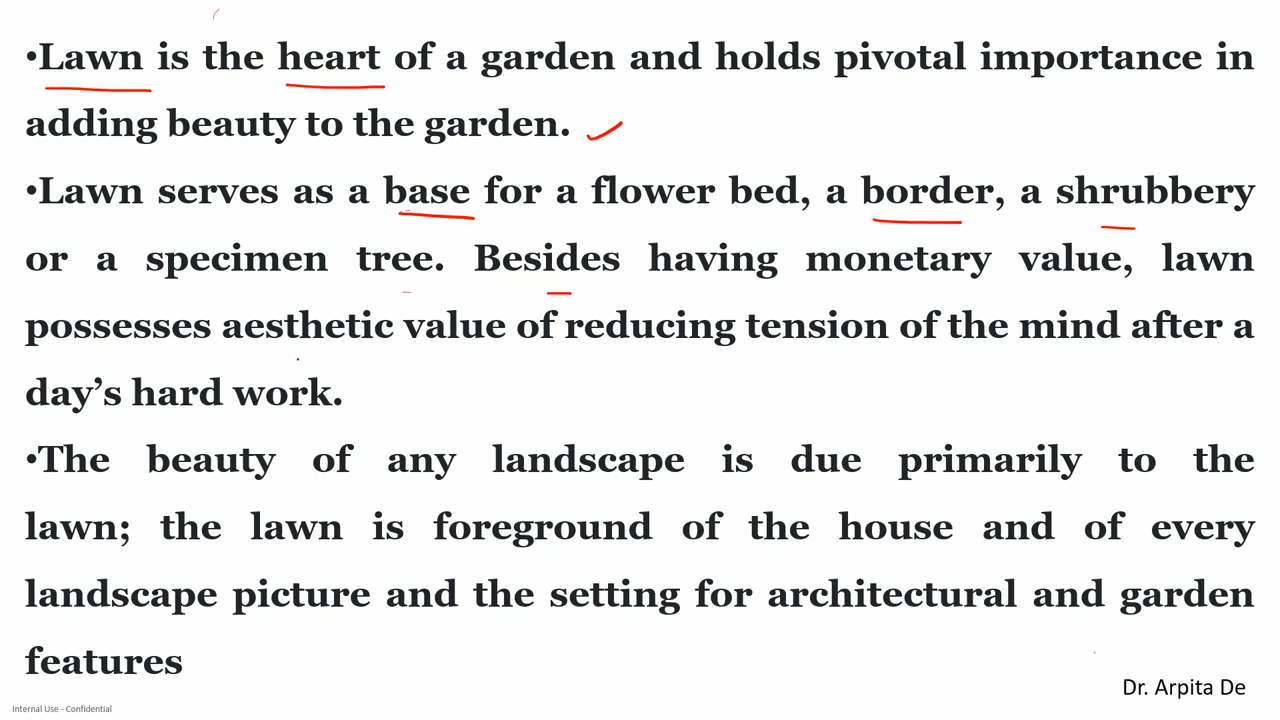 •Lawn is the heart of a garden and holds pivotal importance in
adding beauty to the garden.
•Lawn serves as a base for a flower bed, a border, a shrubbery
or a specimen tree. Besides having monetary value, lawn
possesses aesthetic value of reducing tension of the mind after a
day’s hard work.
•The beauty of any landscape is due primarily to the
lawn; the lawn is foreground of the house and of every
landscape picture and the setting for architectural and garden
features
Dr. Arpita De
Internal Use - Confidential